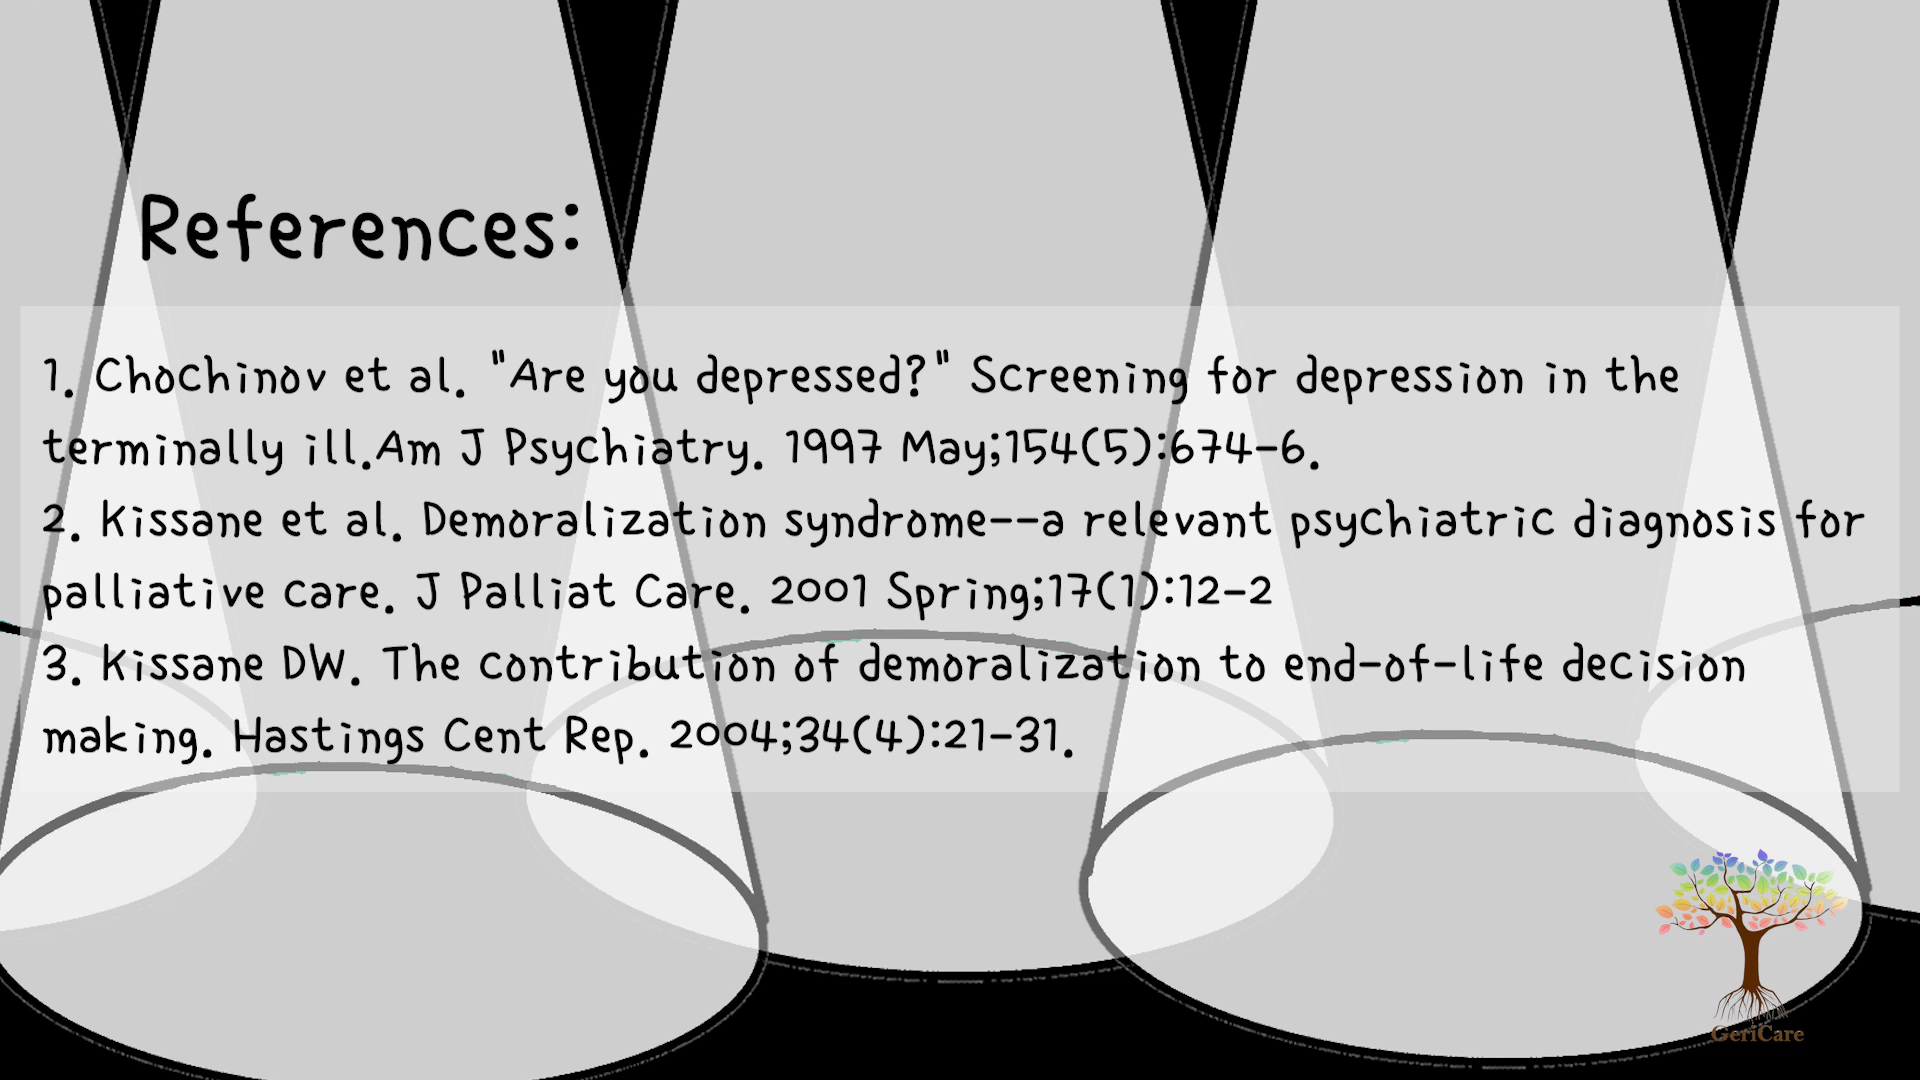 References:
1. Chochinov et al. "Are you depressed?" Screening for depression in the
terminally ill.Am J Psychiatry. 1997 May;154(5):674-6.
2. Kissane et al. Demoralization syndrome--a relevant psychiatric diagnosis for
palliative care. J Palliat Care. 2001 Spring;17(1):12-2
3. Kissane DW. The contribution of demoralization to end-of-life decision
making. Hastings Cent Rep. 2004;34(4):21-31.
GeriCare